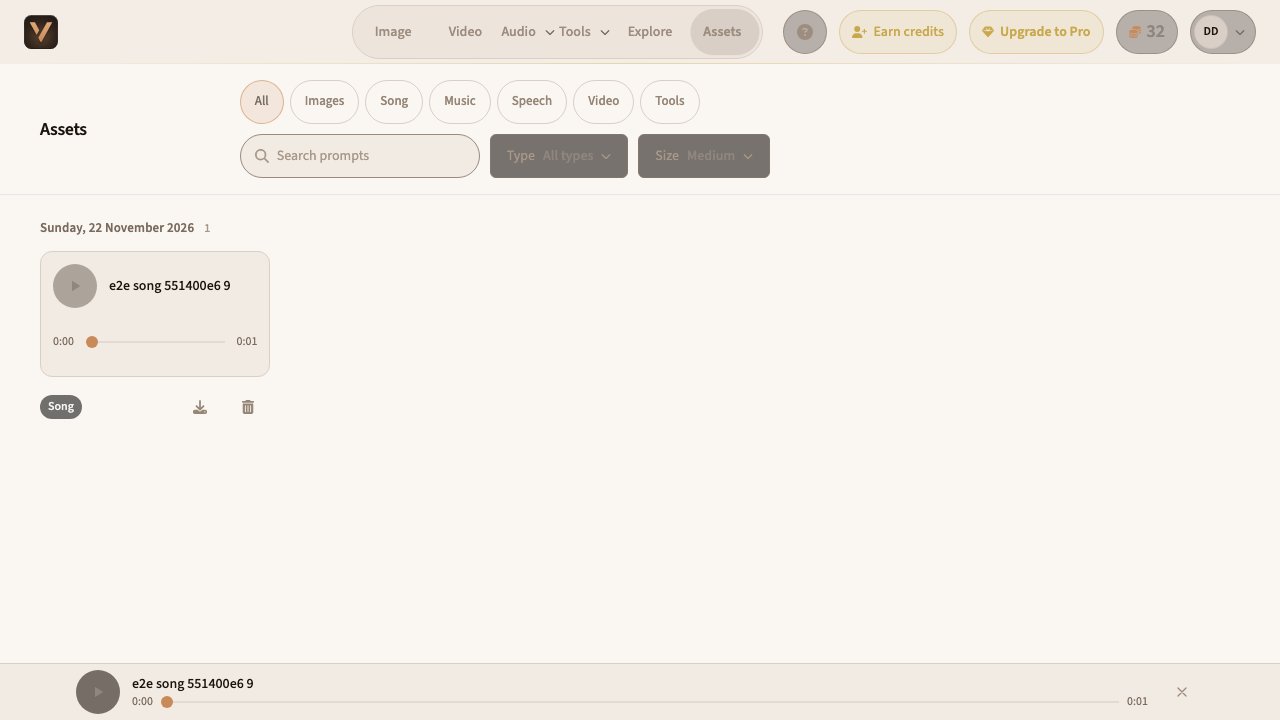 Image Video Audio Tools Explore Assets ? Earn credits Upgrade to Pro 32 DD
Assets
All Images Song Music Speech Video Tools
Search prompts Type All types Size Medium
Sunday, 22 November 2026 1
e2e song 551400e6 9
0:00 0:01
Song
e2e song 551400e6 9
0:00 0:01